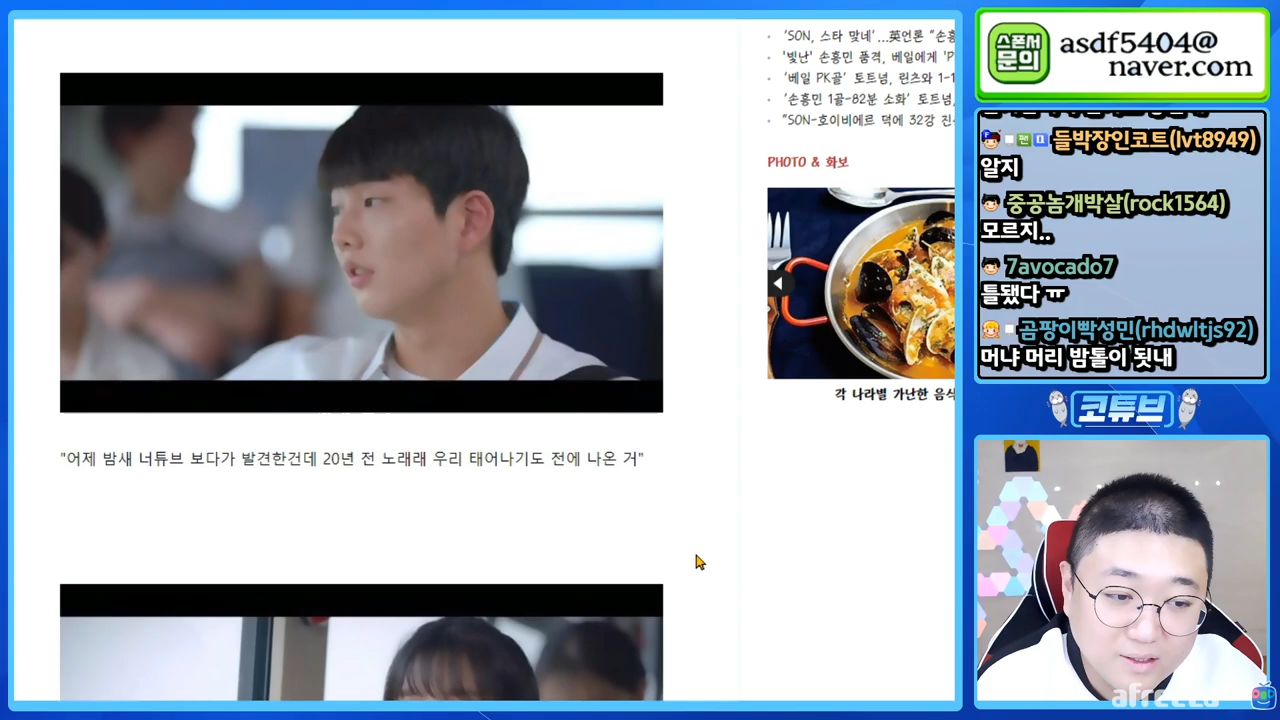 'SON, 스타 맞네'...英언론 "손흥
'빛난' 손흥민 품격, 베일에게 'P
'베일 PK골' 토트넘, 린츠와 1-1
'손흥민 1골-82분 소화' 토트넘,
"SON-호이비에르 덕에 32강 진
PHOTO & 화보
각 나라별 가난한 음식
"어제 밤새 너튜브 보다가 발견한건데 20년 전 노래래 우리 태어나기도 전에 나온 거"
스폰서
문의
asdf5404@
naver.com
들박장인코트(lvt8949)
알지
중공놈개박살(rock1564)
모르지..
7avocado7
틀됐다 ㅠ
곰팡이빡성민(rhdwltjs92)
머냐 머리 밤톨이 됫내
코튜브
afreeca